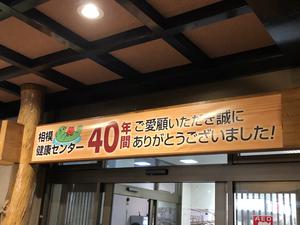 相模
健康センター
40年間
ご愛顧いただき誠に
ありがとうございました!
AED